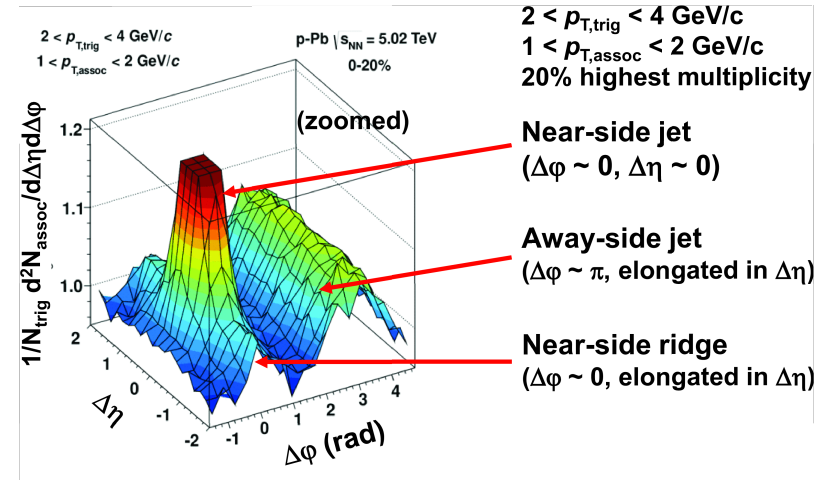 2 < pT,trig < 4 GeV/c
1 < pT,assoc < 2 GeV/c
p-Pb √sNN = 5.02 TeV
0-20%
(zoomed)
1/Ntrig d²Nassoc/dΔηdΔφ
1.2
1.1
1.0
2
1
0
-1
-2
Δη
-1
0
1
2
3
4
Δφ (rad)
2 < pT,trig < 4 GeV/c
1 < pT,assoc < 2 GeV/c
20% highest multiplicity
Near-side jet
(Δφ ~ 0, Δη ~ 0)
Away-side jet
(Δφ ~ π, elongated in Δη)
Near-side ridge
(Δφ ~ 0, elongated in Δη)